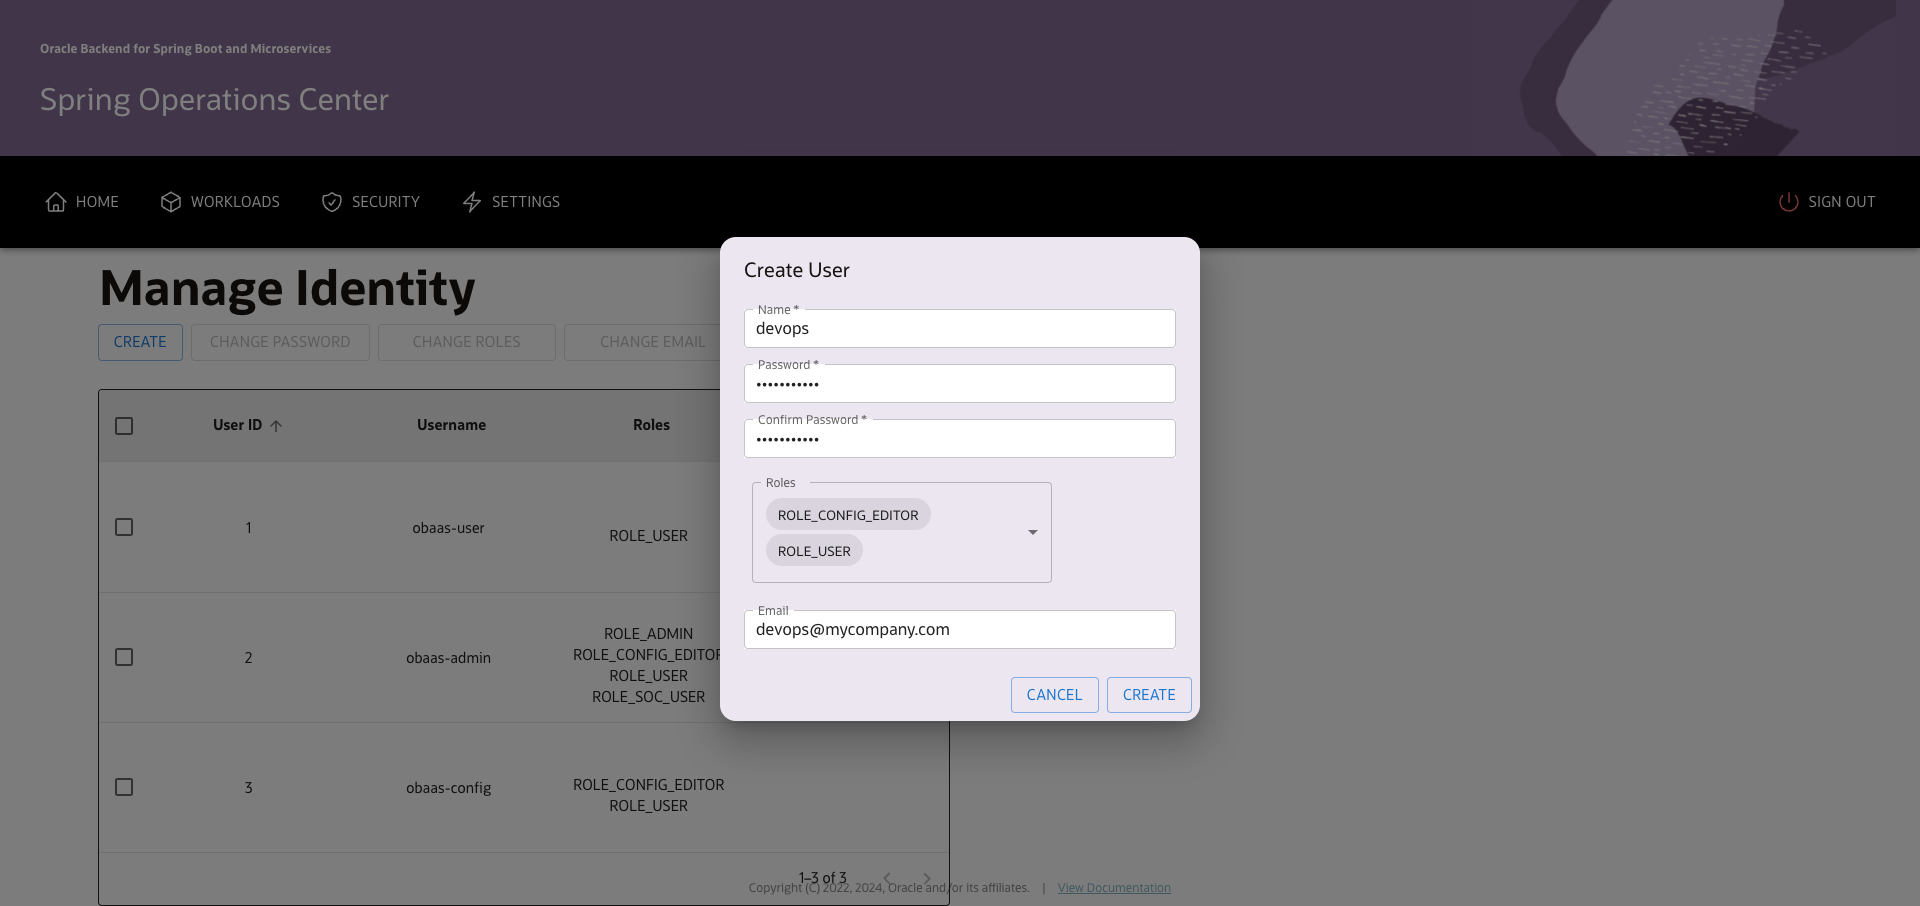 Oracle Backend for Spring Boot and Microservices
Spring Operations Center
HOME WORKLOADS SECURITY SETTINGS SIGN OUT
Manage Identity
CREATE CHANGE PASSWORD CHANGE ROLES CHANGE EMAIL
User ID Username Roles
1 obaas-user ROLE_USER
2 obaas-admin
ROLE_ADMIN
ROLE_CONFIG_EDITOR
ROLE_USER
ROLE_SOC_USER
3 obaas-config
ROLE_CONFIG_EDITOR
ROLE_USER
1-3 of 3
Create User
Name *
devops
Password *
•••••••••••
Confirm Password *
•••••••••••
Roles
ROLE_CONFIG_EDITOR
ROLE_USER
Email
devops@mycompany.com
CANCEL CREATE
Copyright (C) 2022, 2024, Oracle and/or its affiliates. | View Documentation